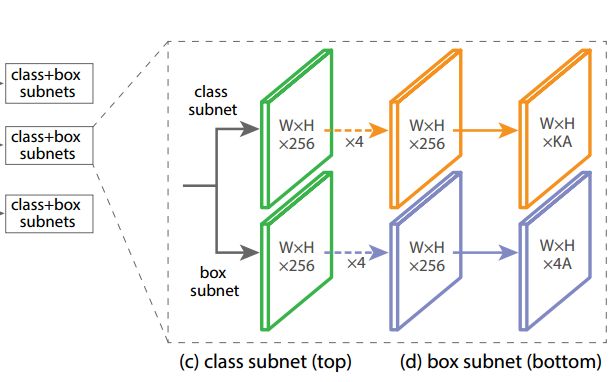 class+box
subnets
class+box
subnets
class+box
subnets
class
subnet
W×H
×256
×4
W×H
×256
W×H
×KA
W×H
×256
×4
W×H
×256
W×H
×4A
box
subnet
(c) class subnet (top)
(d) box subnet (bottom)